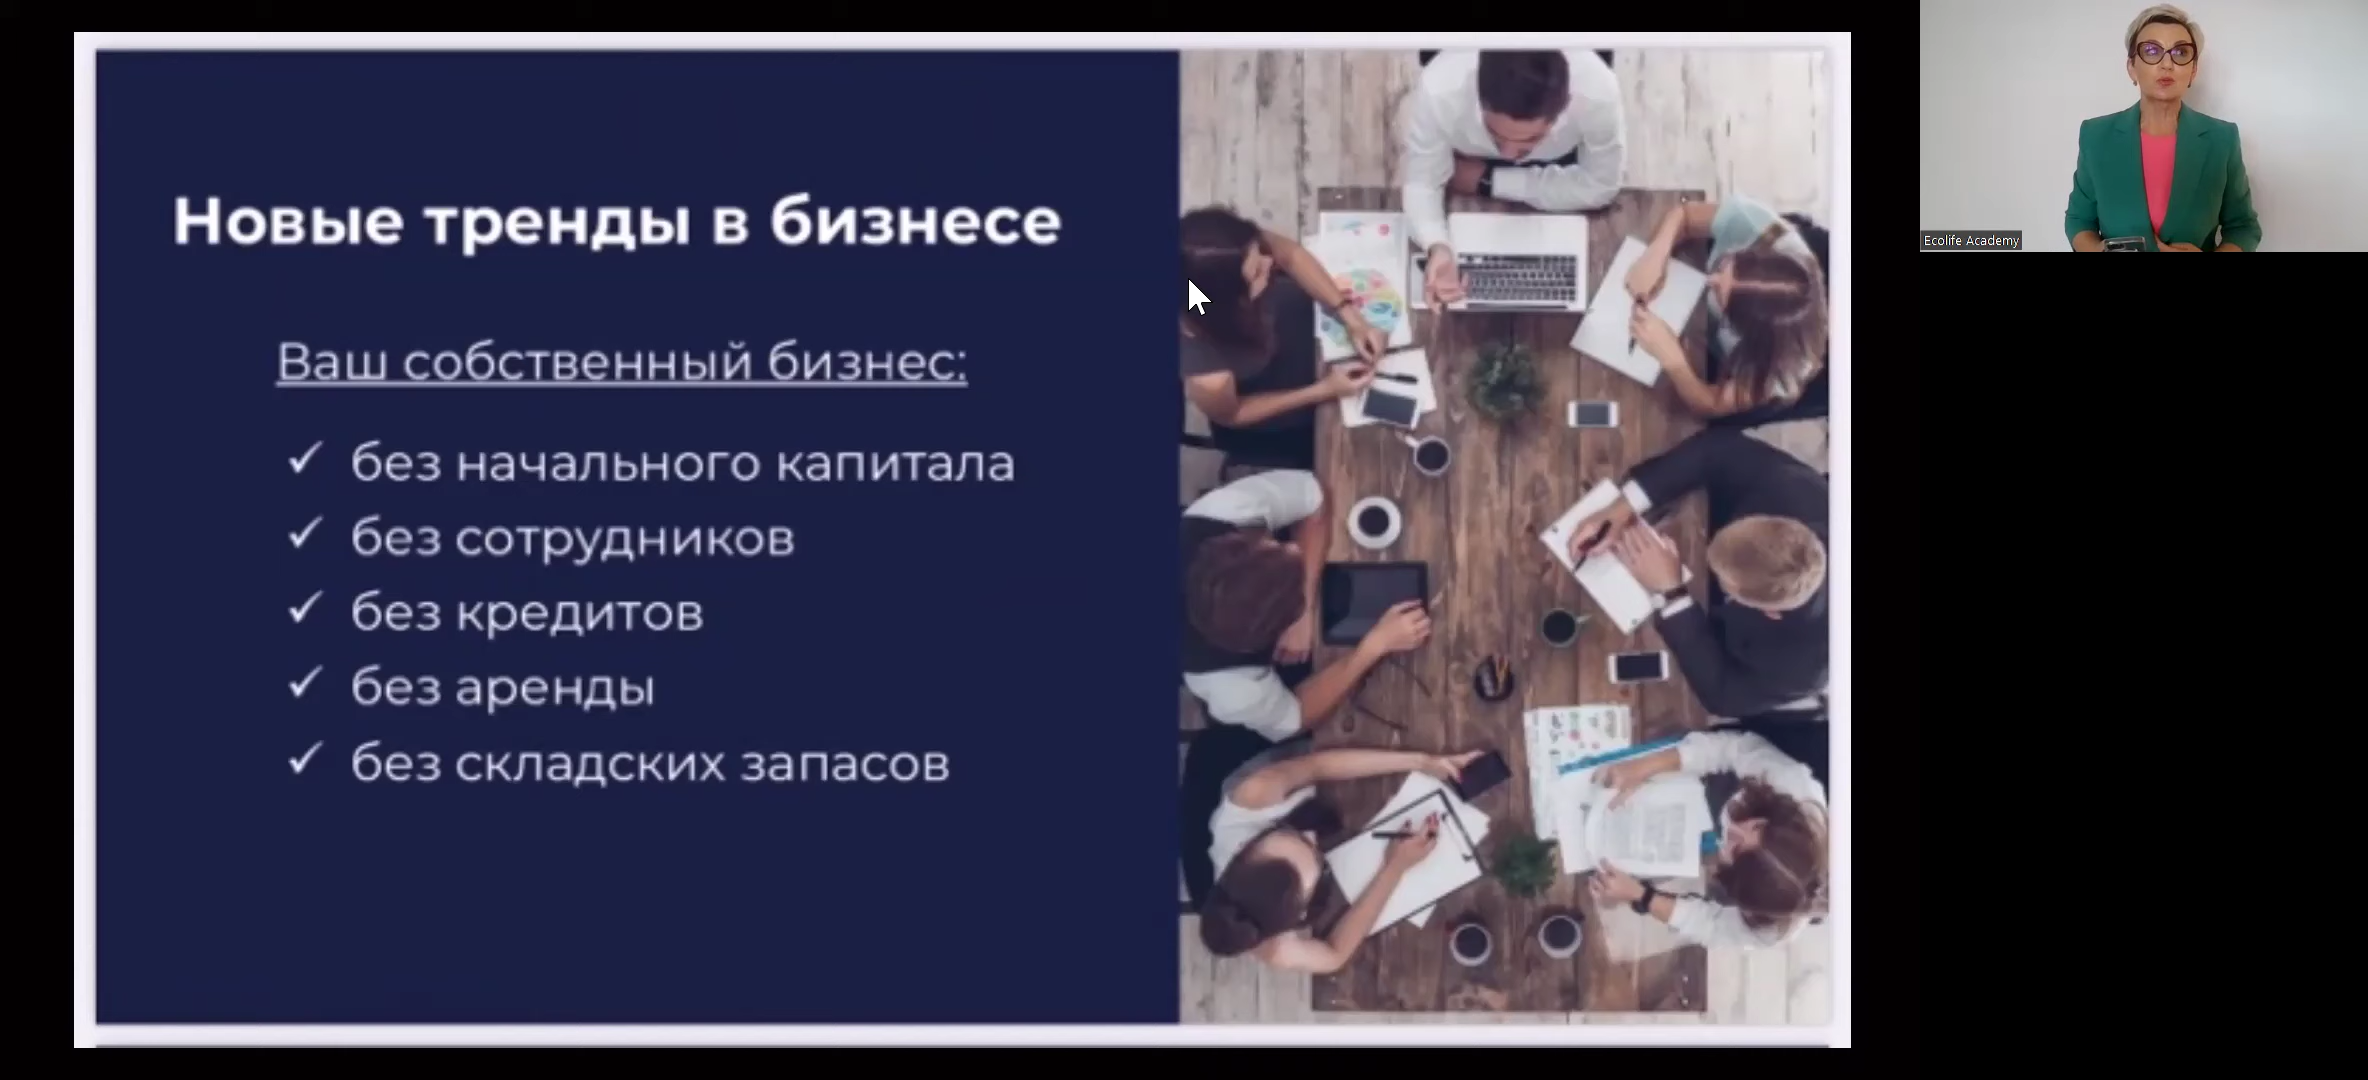 Новые тренды в бизнесе
Ваш собственный бизнес:
✓ без начального капитала
✓ без сотрудников
✓ без кредитов
✓ без аренды
✓ без складских запасов
Ecolife Academy